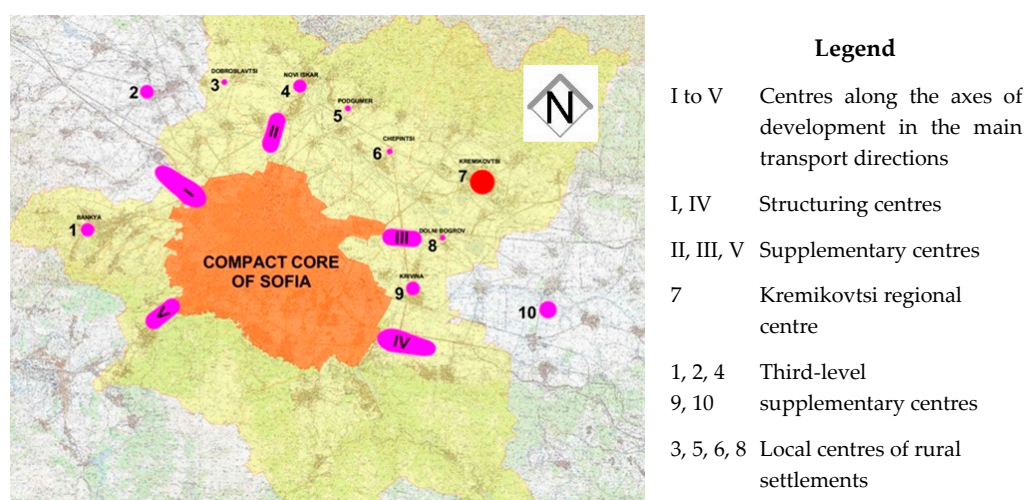 DOBROSLAVTSI
3
NOVI ISKAR
4
2
PODGUMER
5
N
II
CHEPINTSI
6
KREMIKOVTSI
7
I
BANKYA
1
III
DOLNI BOGROV
8
COMPACT CORE
OF SOFIA
KRIVINA
9
10
V
IV
Legend
I to V Centres along the axes of
development in the main
transport directions
I, IV Structuring centres
II, III, V Supplementary centres
7 Kremikovtsi regional
centre
1, 2, 4 Third-level
9, 10 supplementary centres
3, 5, 6, 8 Local centres of rural
settlements